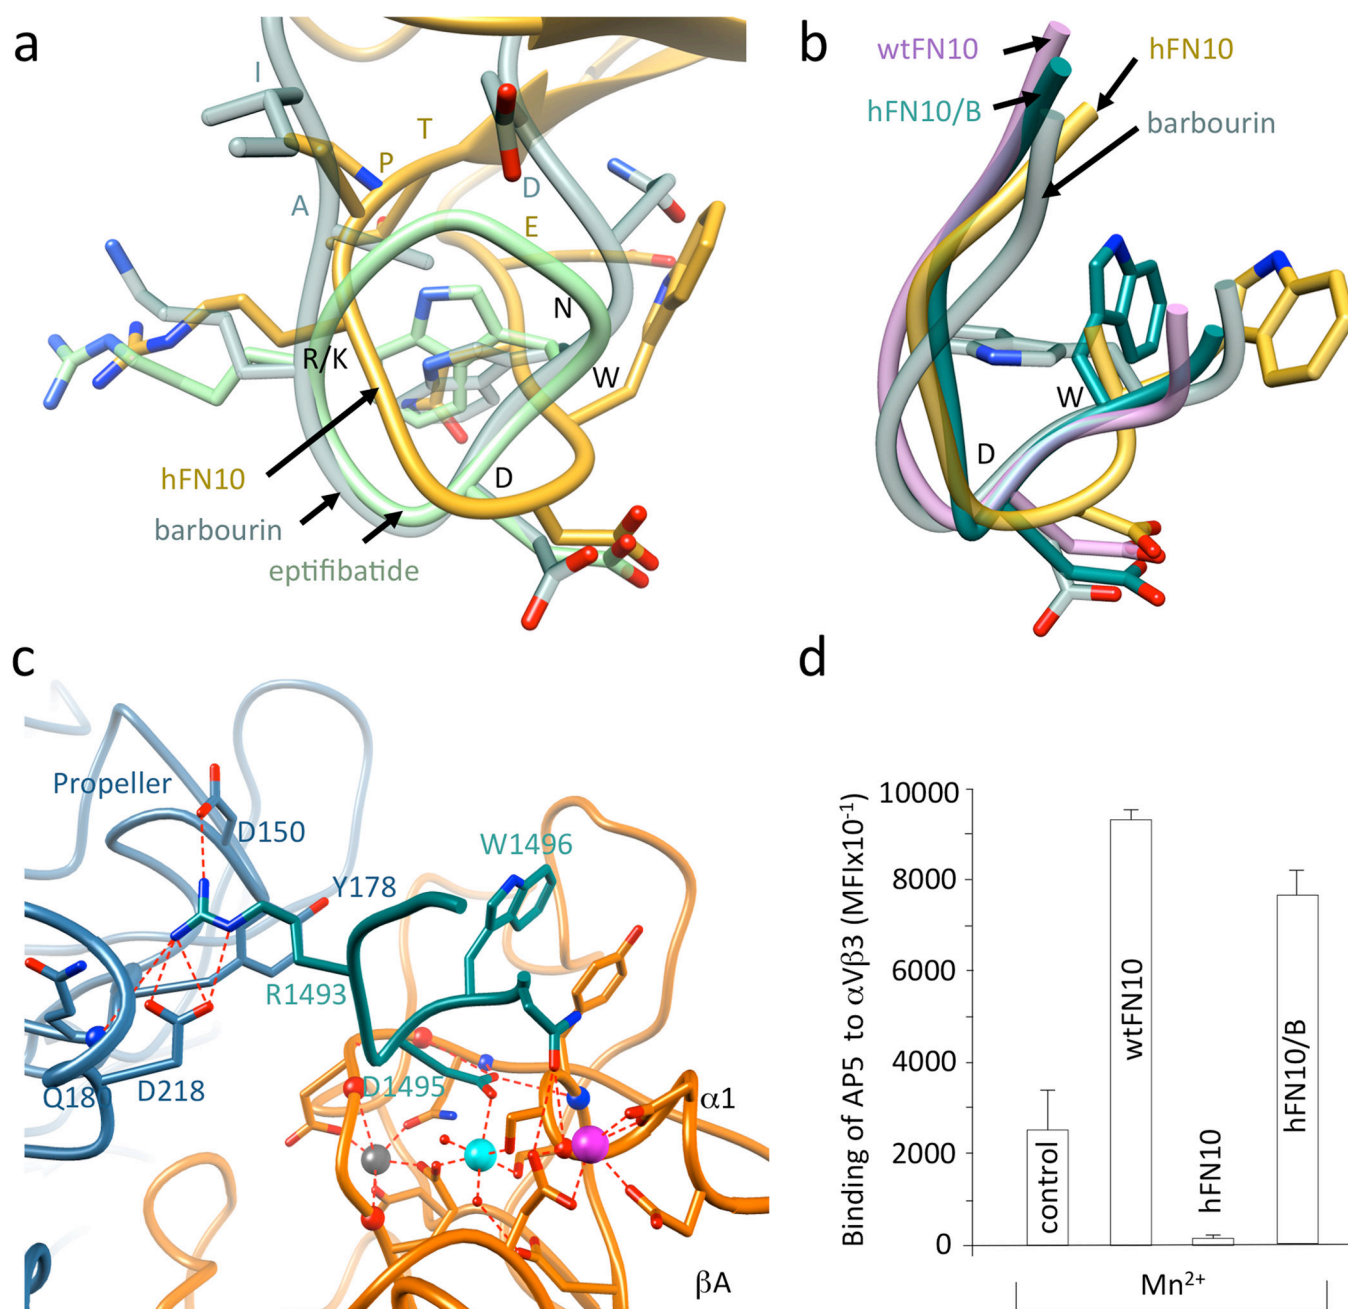 a
I
T
P
A
D
E
N
R/K
W
D
hFN10
barbourin
eptifibatide
b
wtFN10
hFN10
hFN10/B
barbourin
W
D
c
Propeller
D150
W1496
Y178
R1493
Q180
D218
D1495
α1
βA
d
Binding of AP5 to αVβ3 (MFIx10⁻¹)
10000
8000
6000
4000
2000
0
control
wtFN10
hFN10
hFN10/B
Mn²⁺